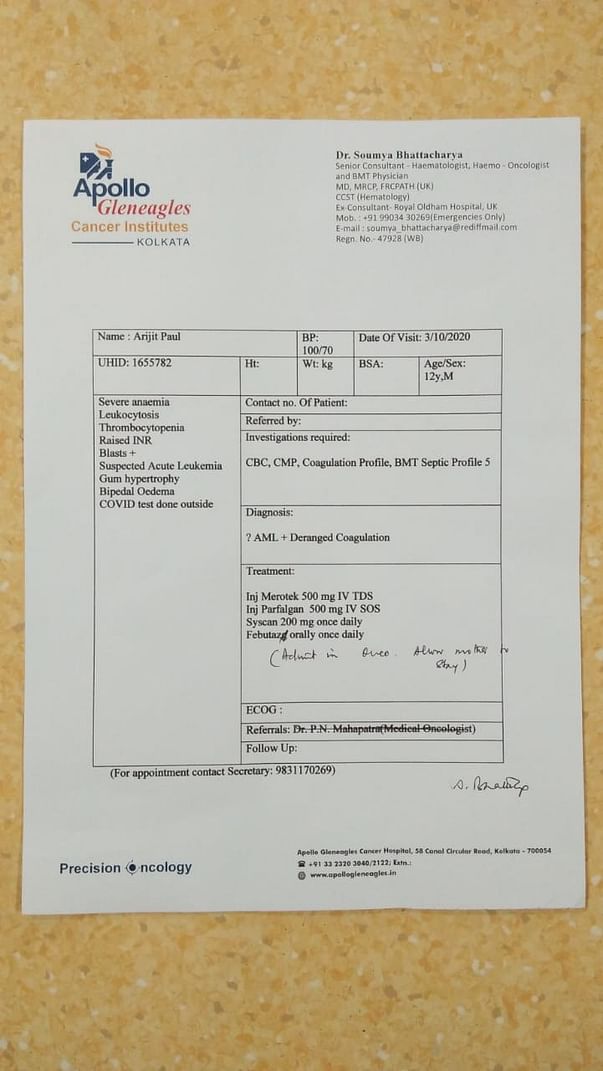 Apollo
Gleneagles
Cancer Institutes
KOLKATA
Dr. Soumya Bhattacharya
Senior Consultant - Haematologist, Haemo - Oncologist
and BMT Physician
MD, MRCP, FRCPATH (UK)
CCST (Hematology)
Ex-Consultant- Royal Oldham Hospital, UK
Mob. : +91 99034 30269(Emergencies Only)
E-mail : soumya_bhattacharya@rediffmail.com
Regn. No.- 47928 (WB)
Name : Arijit Paul
BP:
100/70
Date Of Visit: 3/10/2020
UHID: 1655782
Ht:
Wt: kg
BSA:
Age/Sex:
12y,M
Severe anaemia
Leukocytosis
Thrombocytopenia
Raised INR
Blasts +
Suspected Acute Leukemia
Gum hypertrophy
Bipedal Oedema
COVID test done outside
Contact no. Of Patient:
Referred by:
Investigations required:
CBC, CMP, Coagulation Profile, BMT Septic Profile 5
Diagnosis:
? AML + Deranged Coagulation
Treatment:
Inj Merotek 500 mg IV TDS
Inj Parfalgan 500 mg IV SOS
Syscan 200 mg once daily
Febutaz orally once daily
(Admit in Onco. Allow mother to
stay)
ECOG :
Referrals: Dr. P.N. Mahapatra(Medical Oncologist)
Follow Up:
(For appointment contact Secretary: 9831170269)
Precision Oncology
Apollo Gleneagles Cancer Hospital, 58 Canal Circular Road, Kolkata - 700054
+91 33 2320 3040/2122; Extn.:
www.apollogleneagles.in